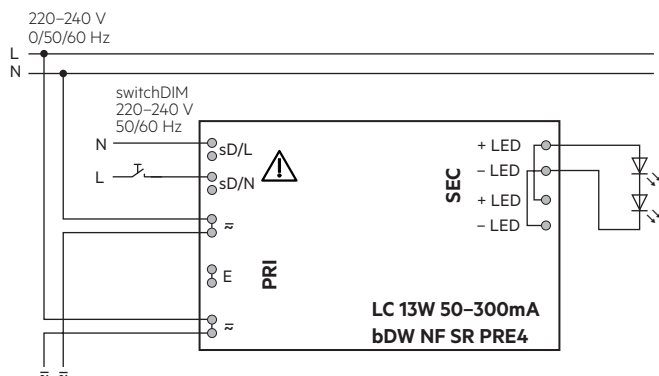 220–240 V
0/50/60 Hz
L
N
switchDIM
220–240 V
50/60 Hz
N
L
sD/L
sD/N
≂
E
≂
PRI
SEC
+ LED
– LED
+ LED
– LED
LC 13W 50–300mA
bDW NF SR PRE4
≂ ≂